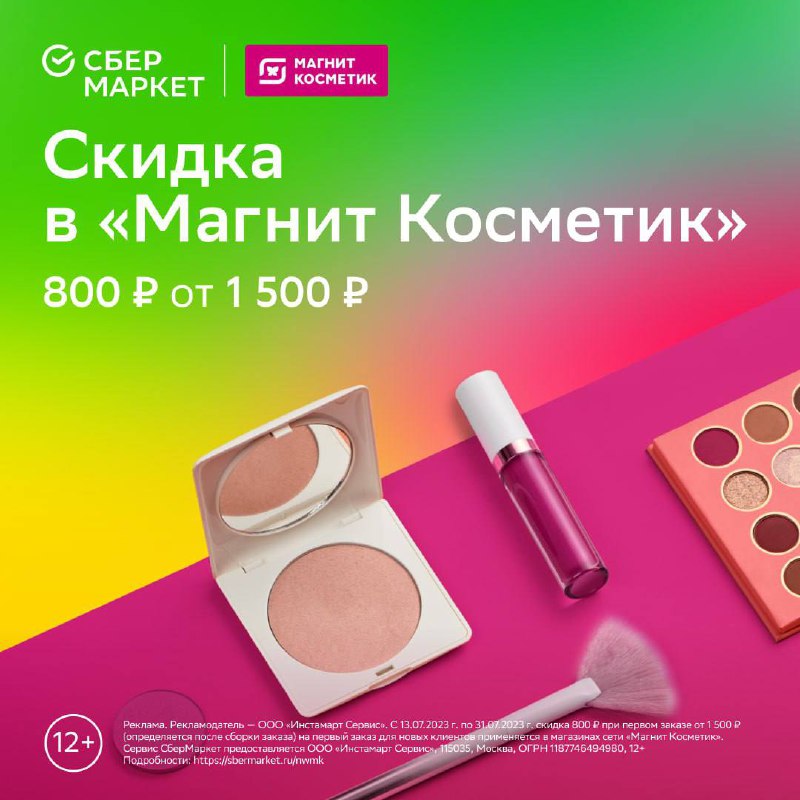 СБЕР
МАРКЕТ
МАГНИТ
КОСМЕТИК
Скидка
в «Магнит Косметик»
800 ₽ от 1 500 ₽
12+
Реклама. Рекламодатель — ООО «Инстамарт Сервис». С 13.07.2023 г. по 31.07.2023 г. скидка 800 ₽ при первом заказе от 1 500 ₽
(определяется после сборки заказа) на первый заказ для новых клиентов применяется в магазинах сети «Магнит Косметик».
Сервис СберМаркет предоставляется ООО «Инстамарт Сервис», 115035, Москва, ОГРН 1187746494980, 12+
Подробности: https://sbermarket.ru/nwmk